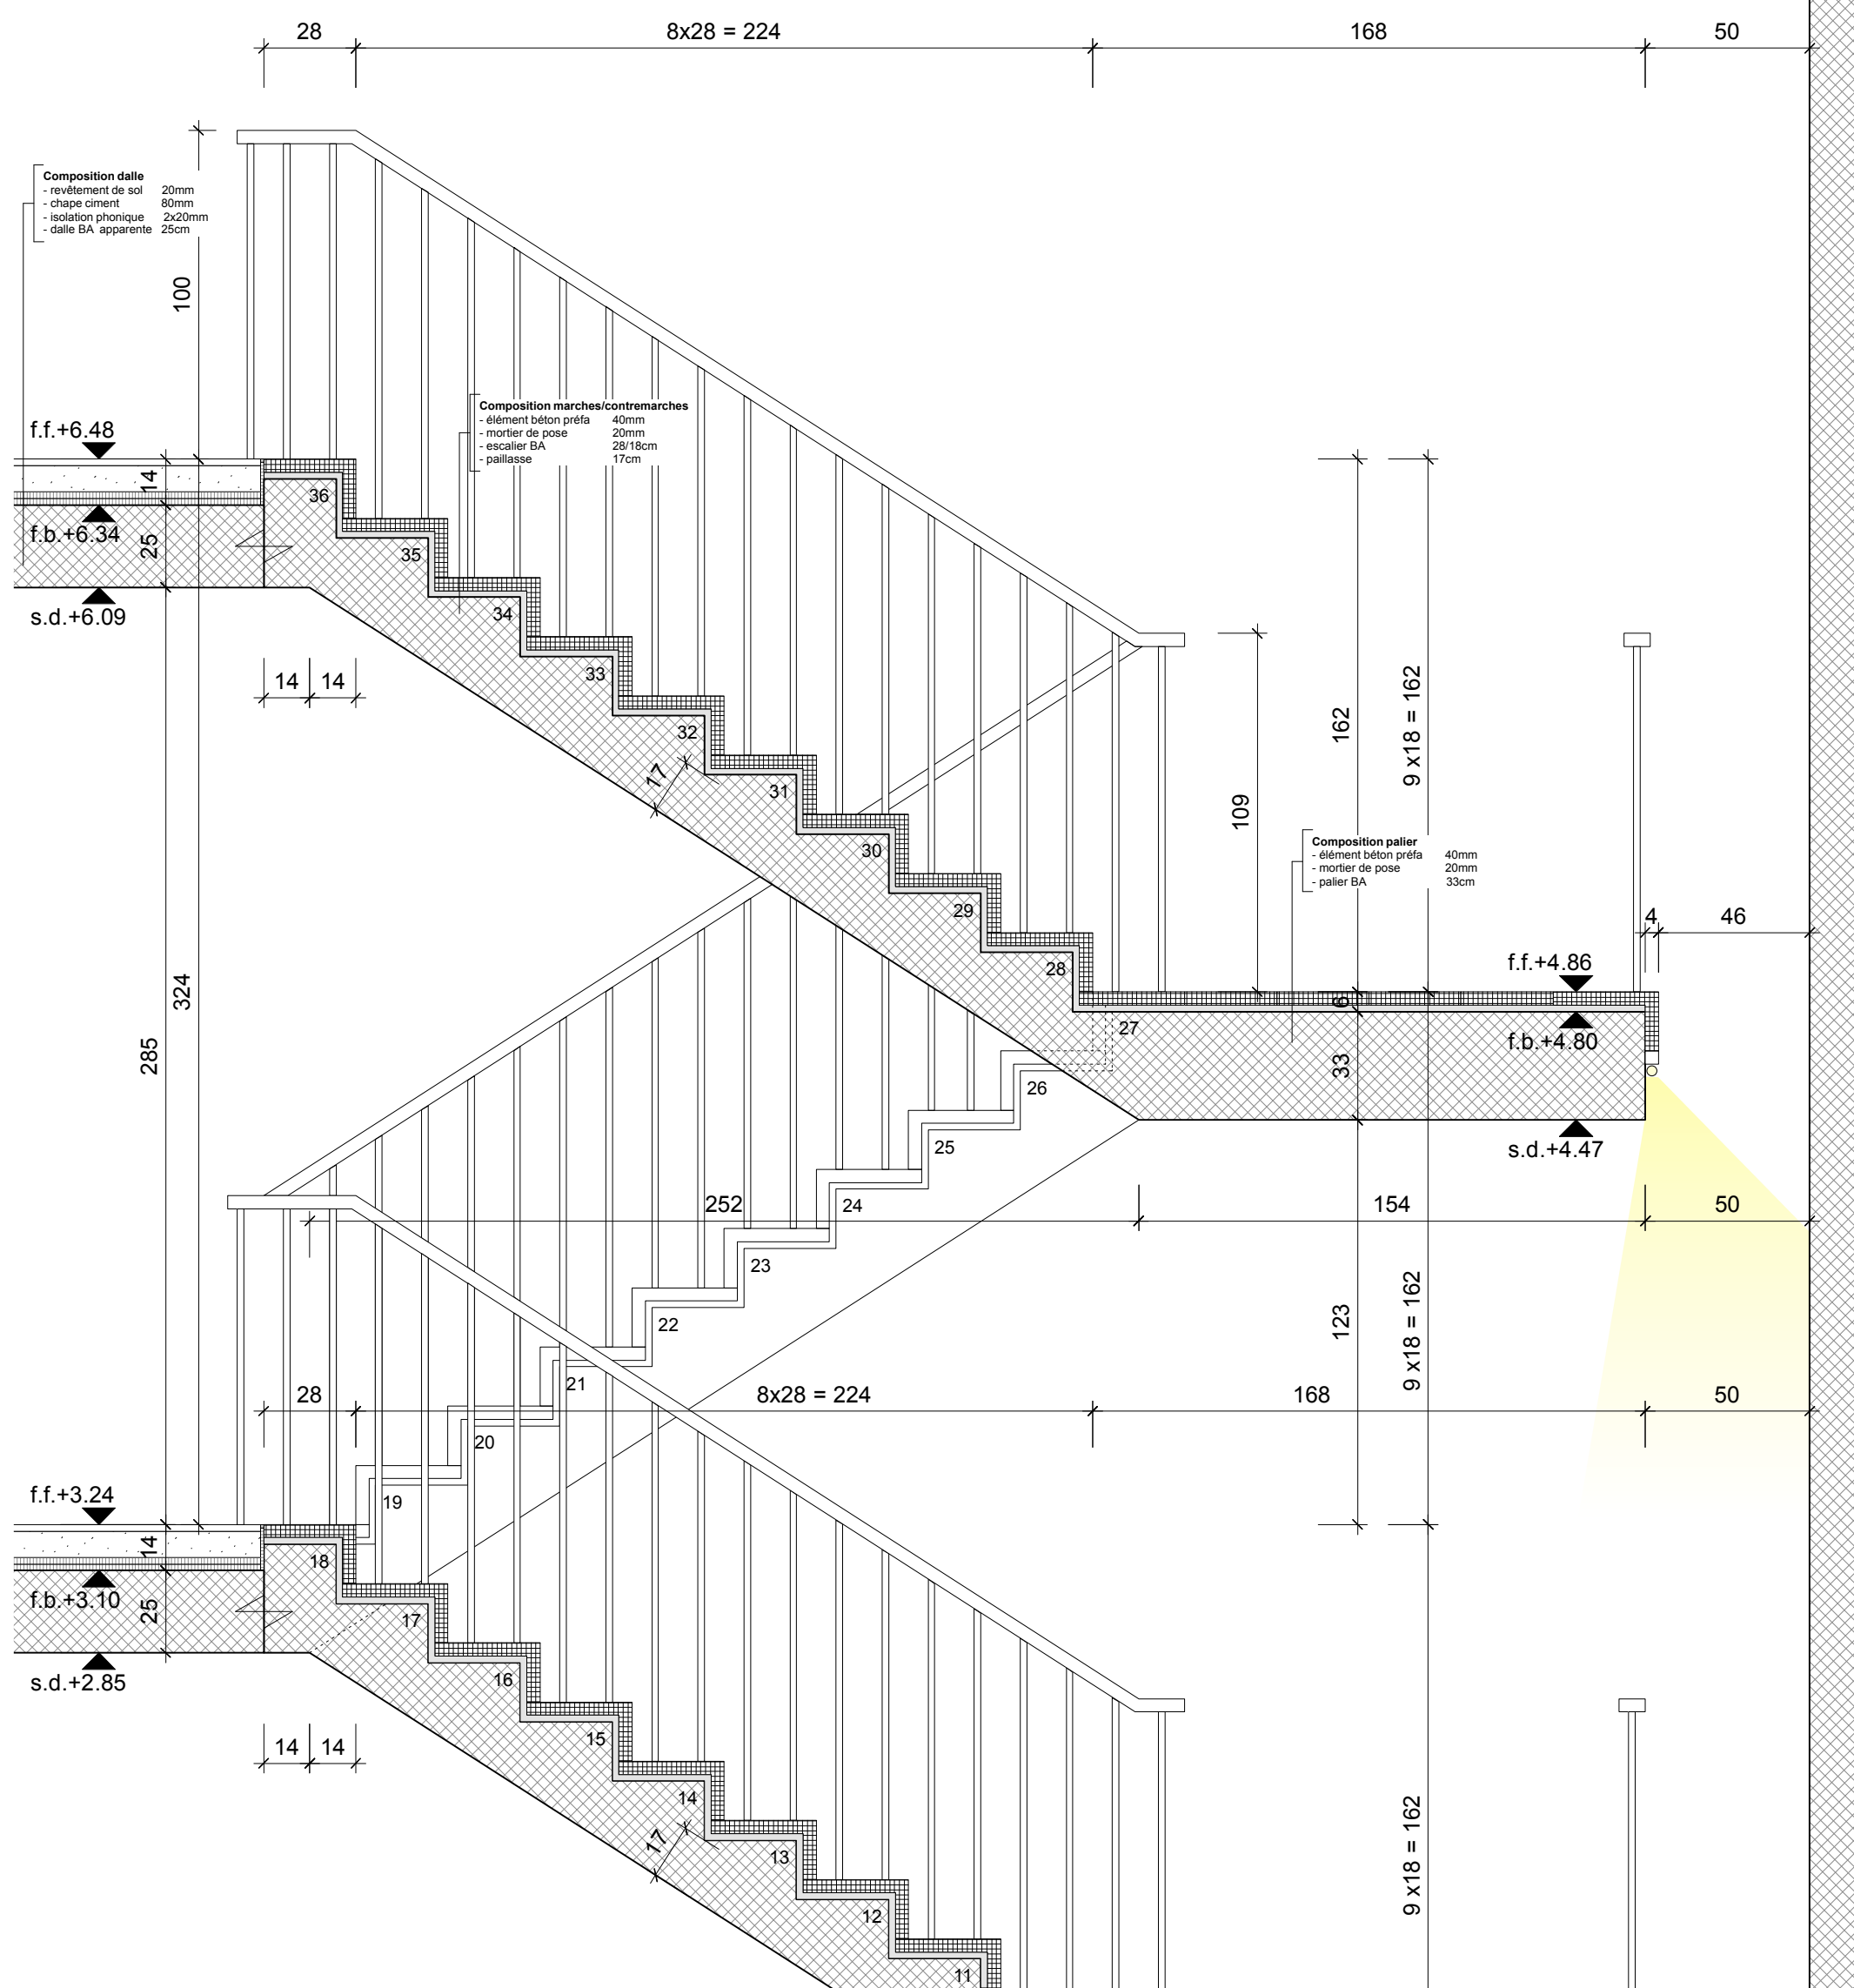 28
8x28 = 224
168
50
Composition dalle
- revêtement de sol 20mm
- chape ciment 80mm
- isolation phonique 2x20mm
- dalle BA apparente 25cm
100
Composition marches/contremarches
- élément béton préfa 40mm
- mortier de pose 20mm
- escalier BA 28/18cm
- paillasse 17cm
f.f.+6.48
14
f.b.+6.34
25
s.d.+6.09
36
35
34
33
32
31
30
29
28
27
14
14
17
162
9 x18 = 162
109
Composition palier
- élément béton préfa 40mm
- mortier de pose 20mm
- palier BA 33cm
4
46
f.f.+4.86
6
f.b.+4.80
33
s.d.+4.47
324
285
26
25
24
23
22
21
20
19
252
154
50
123
9 x18 = 162
28
8x28 = 224
168
50
f.f.+3.24
14
f.b.+3.10
25
s.d.+2.85
18
17
16
15
14
13
12
11
14
14
17
9 x18 = 162